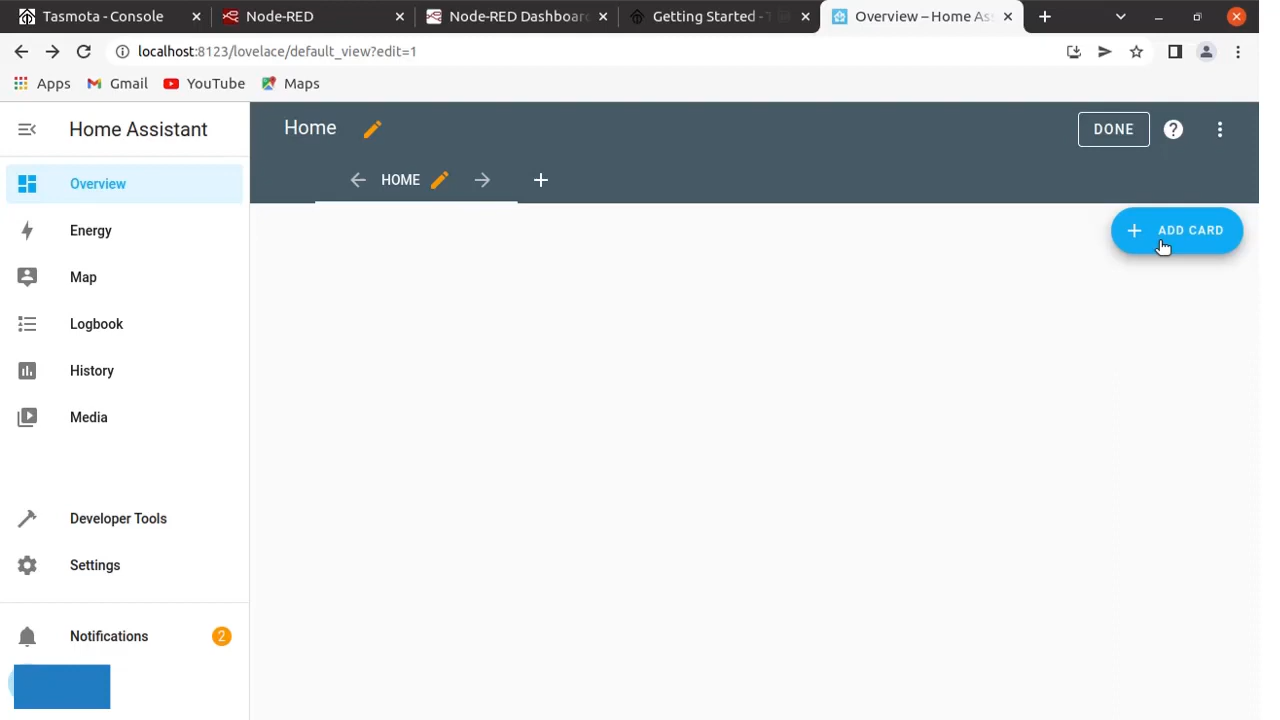 Tasmota - Console
Node-RED
Node-RED Dashboard
Getting Started - T
Overview – Home As
localhost:8123/lovelace/default_view?edit=1
Apps
Gmail
YouTube
Maps
Home Assistant
Home
DONE
HOME
Overview
ADD CARD
Energy
Map
Logbook
History
Media
Developer Tools
Settings
Notifications
2